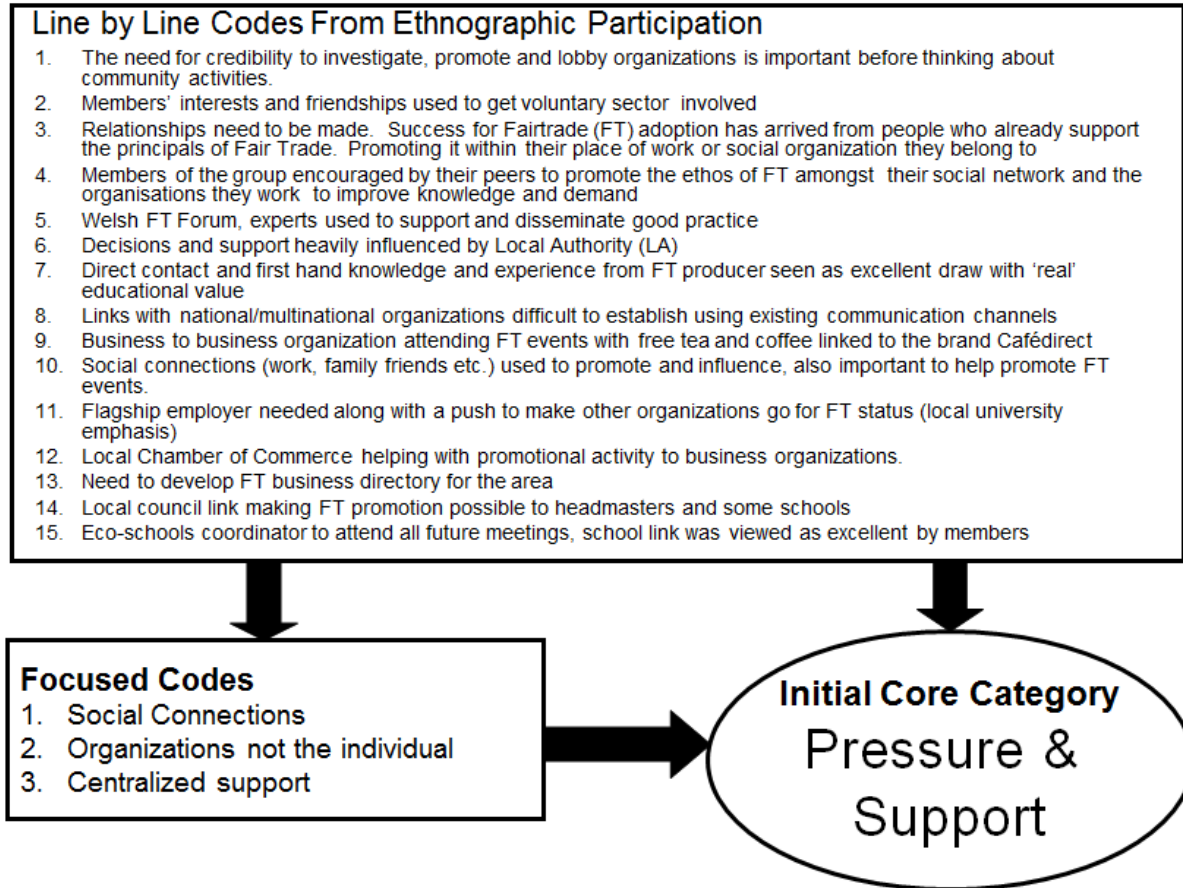 Line by Line Codes From Ethnographic Participation
1. The need for credibility to investigate, promote and lobby organizations is important before thinking about
community activities.
2. Members' interests and friendships used to get voluntary sector involved
3. Relationships need to be made. Success for Fairtrade (FT) adoption has arrived from people who already support
the principals of Fair Trade. Promoting it within their place of work or social organization they belong to
4. Members of the group encouraged by their peers to promote the ethos of FT amongst their social network and the
organisations they work to improve knowledge and demand
5. Welsh FT Forum, experts used to support and disseminate good practice
6. Decisions and support heavily influenced by Local Authority (LA)
7. Direct contact and first hand knowledge and experience from FT producer seen as excellent draw with 'real'
educational value
8. Links with national/multinational organizations difficult to establish using existing communication channels
9. Business to business organization attending FT events with free tea and coffee linked to the brand Cafédirect
10. Social connections (work, family friends etc.) used to promote and influence, also important to help promote FT
events.
11. Flagship employer needed along with a push to make other organizations go for FT status (local university
emphasis)
12. Local Chamber of Commerce helping with promotional activity to business organizations.
13. Need to develop FT business directory for the area
14. Local council link making FT promotion possible to headmasters and some schools
15. Eco-schools coordinator to attend all future meetings, school link was viewed as excellent by members
Focused Codes
1. Social Connections
2. Organizations not the individual
3. Centralized support
Initial Core Category
Pressure &
Support